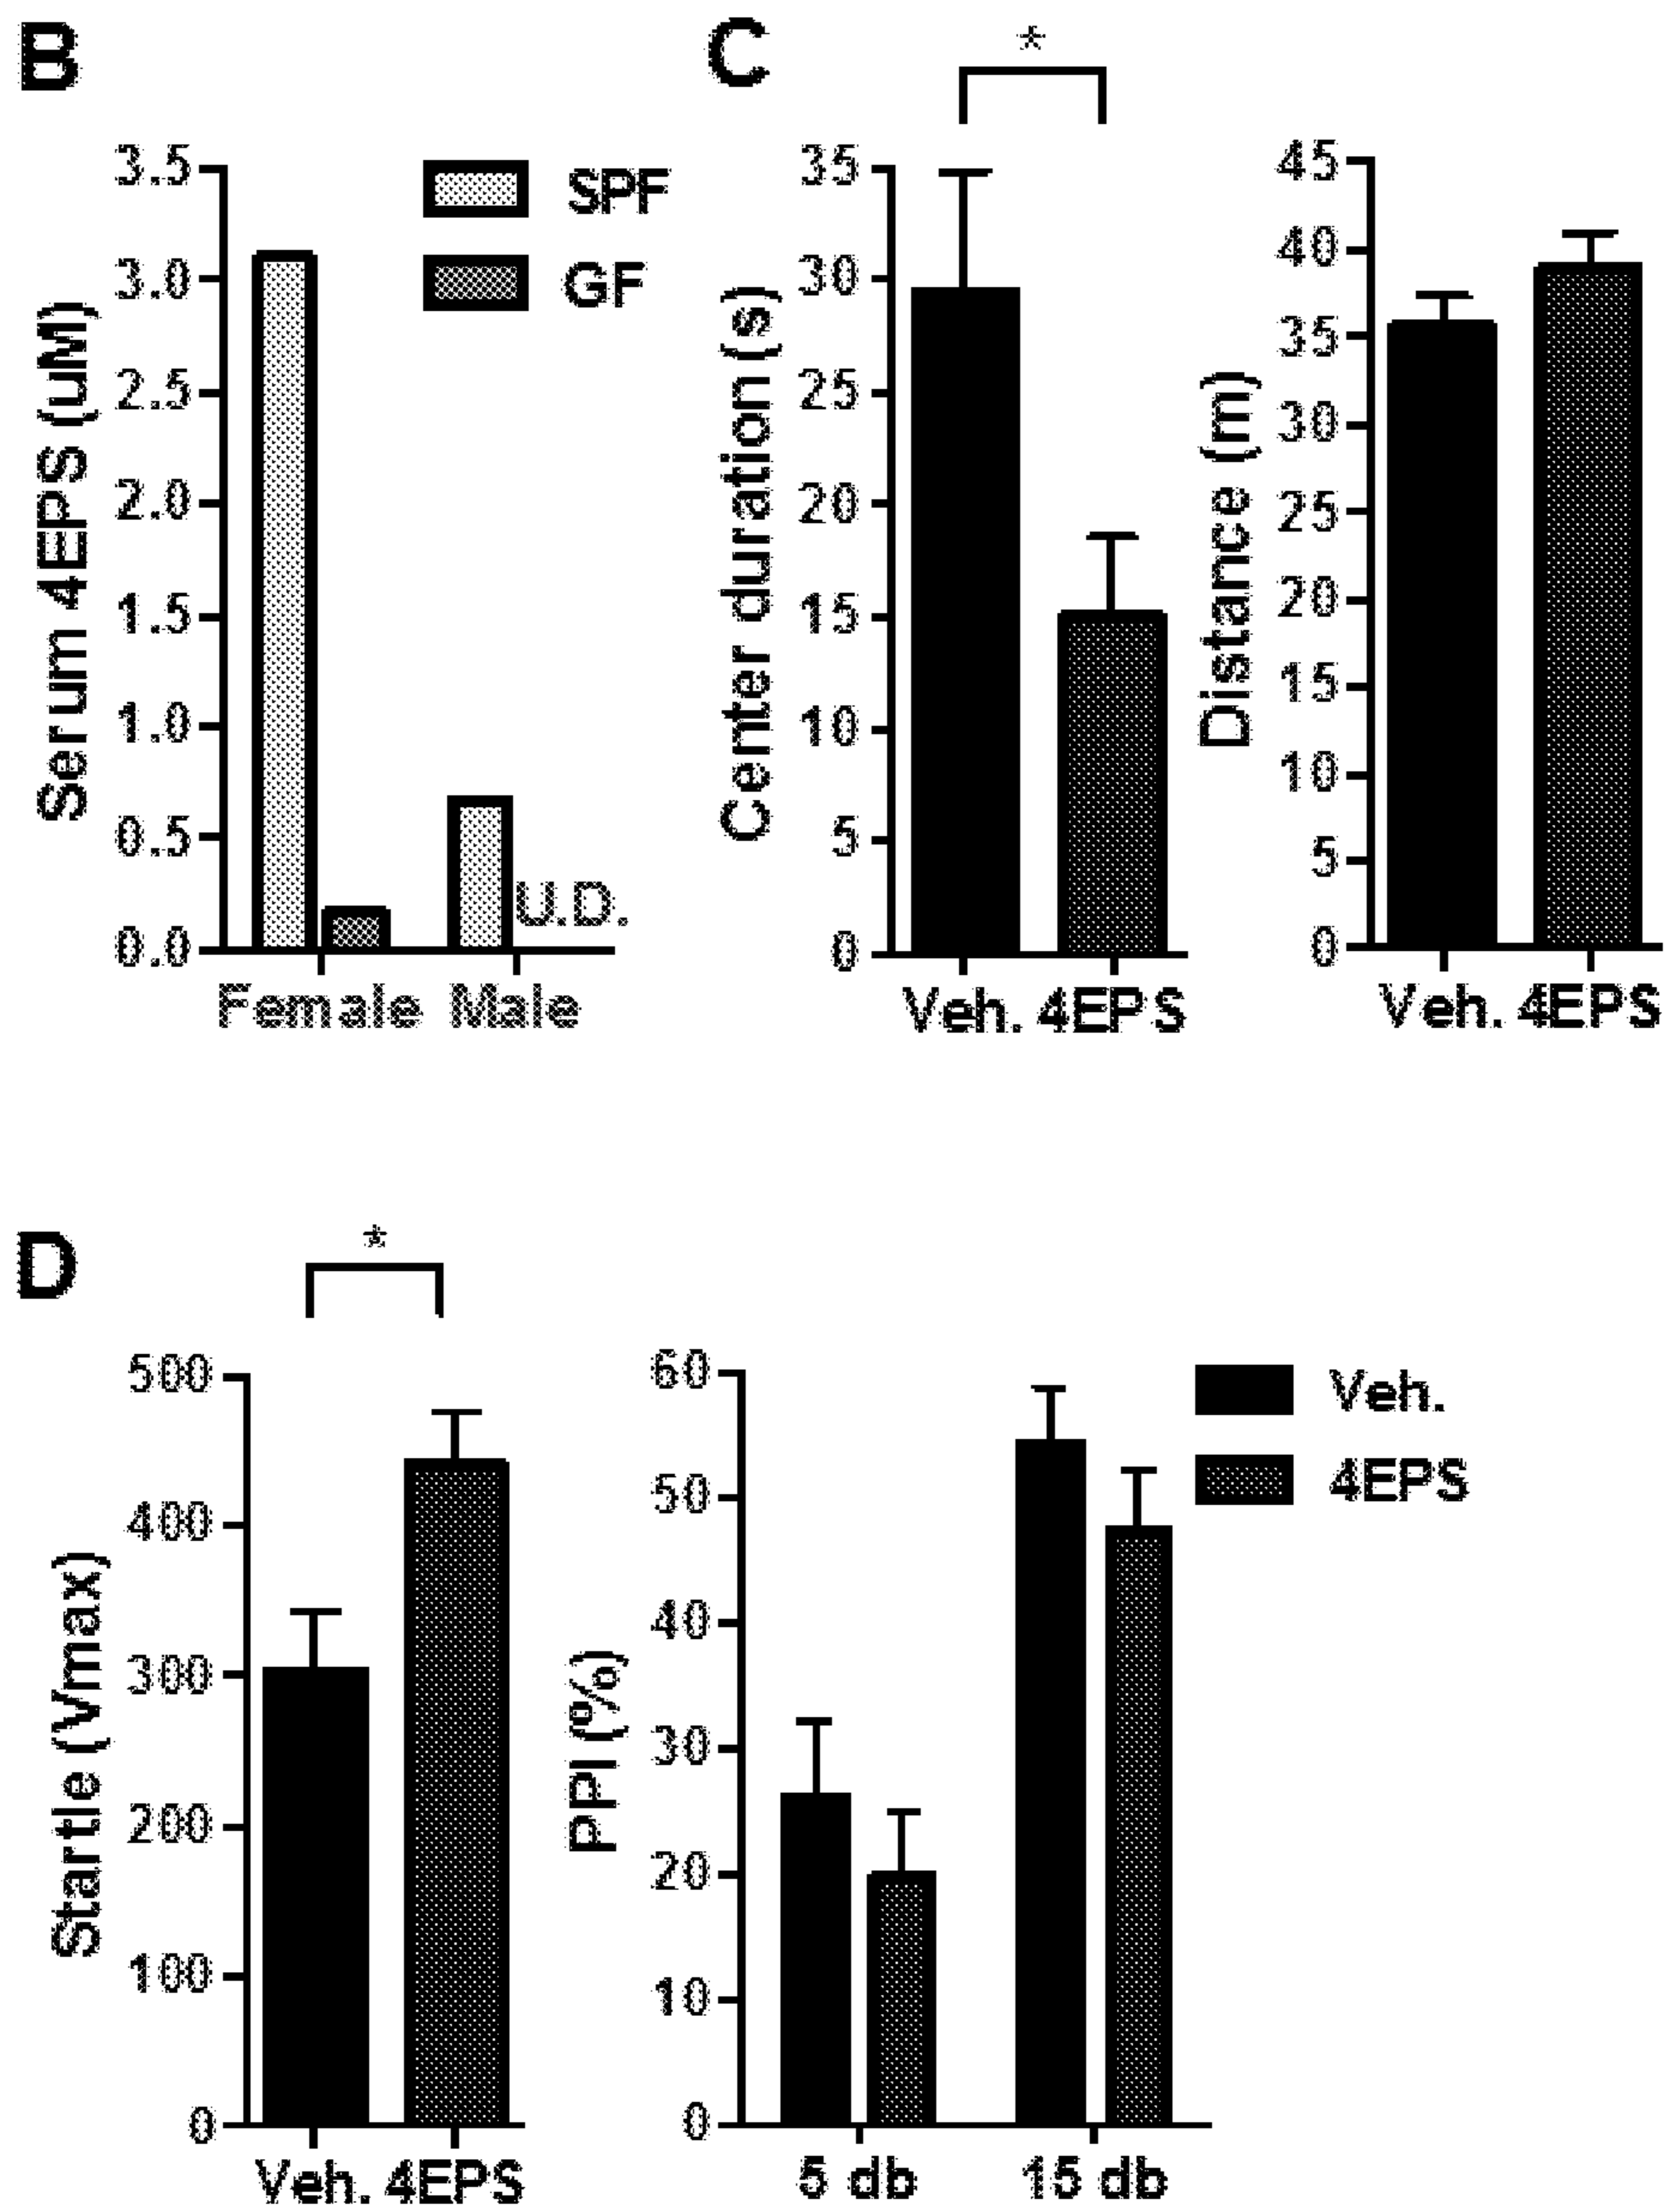 B
Serum 4EPS (uM)
3.5
3.0
2.5
2.0
1.5
1.0
0.5
0.0
SPF
GF
U.D.
Female Male
C
*
Center duration (s)
35
30
25
20
15
10
5
0
Veh. 4EPS
Distance (m)
45
40
35
30
25
20
15
10
5
0
Veh. 4EPS
D
*
Startle (Vmax)
500
400
300
200
100
0
Veh. 4EPS
PPI (%)
60
50
40
30
20
10
0
5 db 15 db
Veh.
4EPS